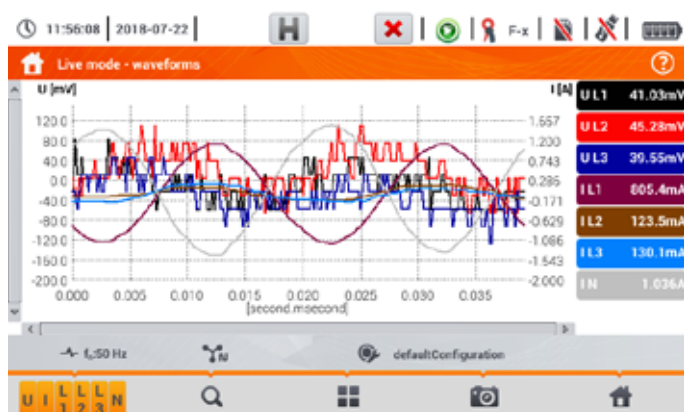 11:56:08 2018-07-22 H F-x
Live mode - waveforms ?
U [mV] I [A]
120.0 1.657
80.0 1.200
40.0 0.743
0.0 0.286
-40.0 -0.171
-80.0 -0.629
-120.0 -1.086
-160.0 -1.543
-200.0 -2.000
0.000 0.005 0.010 0.015 0.020 0.025 0.030 0.035
[second.msecond]
U L1 41.03mV
U L2 45.28mV
U L3 39.55mV
I L1 805.4mA
I L2 123.5mA
I L3 130.1mA
I N 1.036A
fₙ:50 Hz N defaultConfiguration
U I L1 L2 L3 N